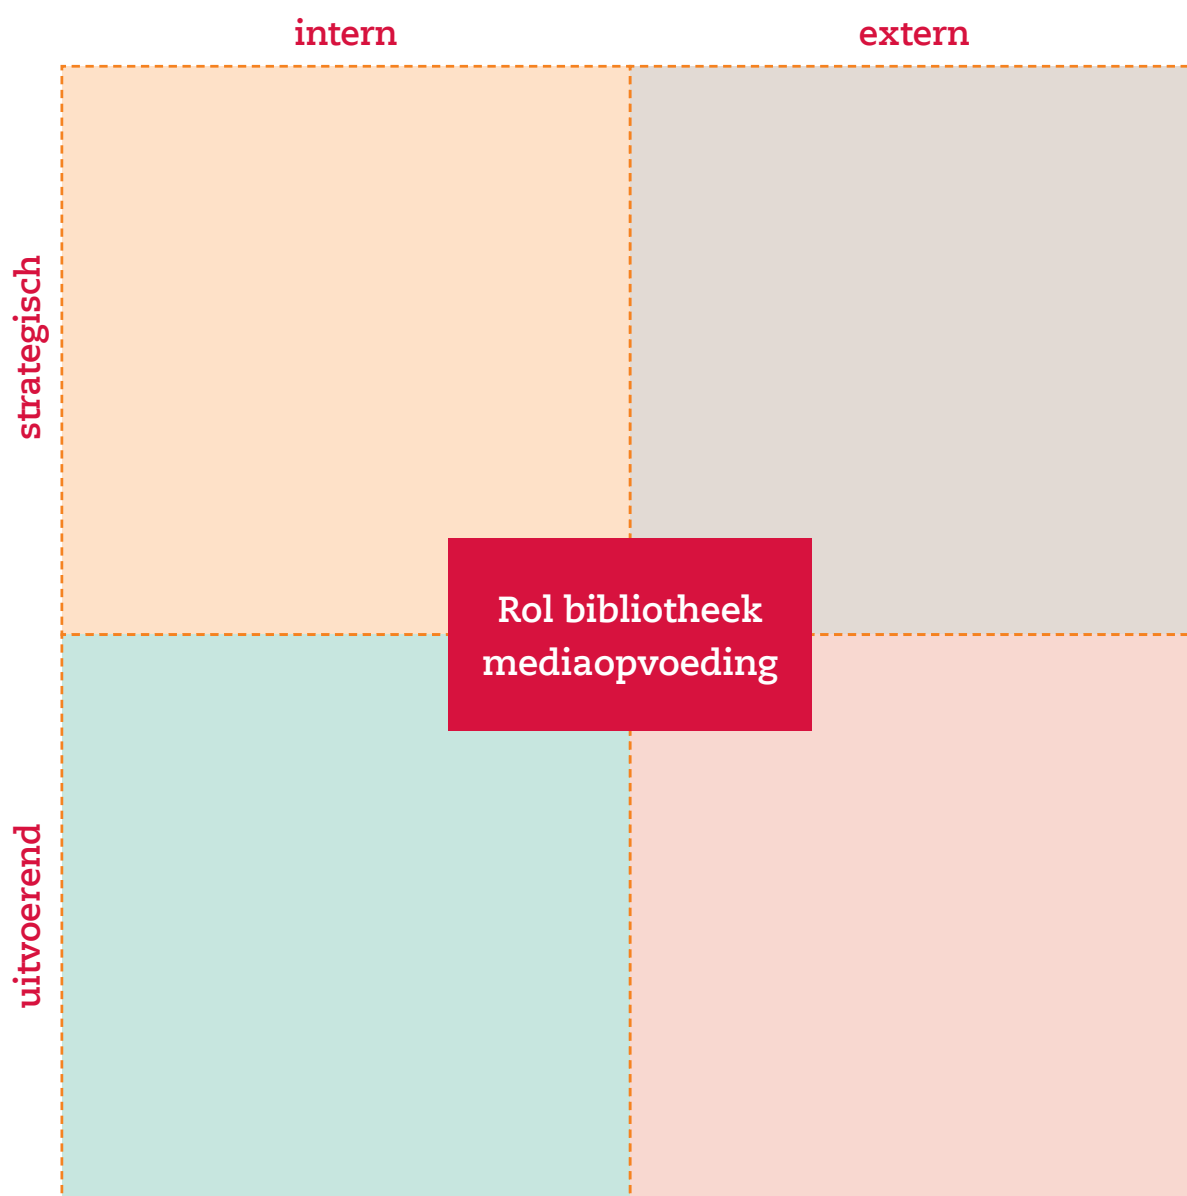 intern
extern
strategisch
Rol bibliotheek
mediaopvoeding
uitvoerend